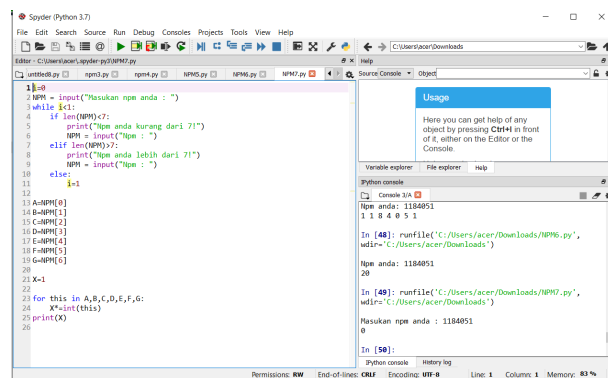 Spyder (Python 3.7)
File Edit Search Source Run Debug Consoles Projects Tools View Help
C:\Users\acer\Downloads
Editor - C:\Users\acer\.spyder-py3\NPM7.py
Help
untitled8.py npm3.py npm4.py NPM5.py NPM6.py NPM7.py
Source Console Object
1 i=0
2 NPM = input("Masukan npm anda : ")
3 while i<1:
4 if len(NPM)<7:
5 print("Npm anda kurang dari 7!")
6 NPM = input("Npm : ")
7 elif len(NPM)>7:
8 print("Npm anda lebih dari 7!")
9 NPM = input("Npm : ")
10 else:
11 i=1
12
13 A=NPM[0]
14 B=NPM[1]
15 C=NPM[2]
16 D=NPM[3]
17 E=NPM[4]
18 F=NPM[5]
19 G=NPM[6]
20
21 X=1
22
23 for this in A,B,C,D,E,F,G:
24 X*=int(this)
25 print(X)
26
Usage
Here you can get help of any
object by pressing Ctrl+I in front
of it, either on the Editor or the
Console.
Variable explorer File explorer Help
IPython console
Console 3/A
Npm anda: 1184051
1 1 8 4 0 5 1
In [48]: runfile('C:/Users/acer/Downloads/NPM6.py',
wdir='C:/Users/acer/Downloads')
Npm anda: 1184051
20
In [49]: runfile('C:/Users/acer/Downloads/NPM7.py',
wdir='C:/Users/acer/Downloads')
Masukan npm anda : 1184051
0
In [50]:
IPython console History log
Permissions: RW End-of-lines: CRLF Encoding: UTF-8 Line: 1 Column: 1 Memory: 83 %